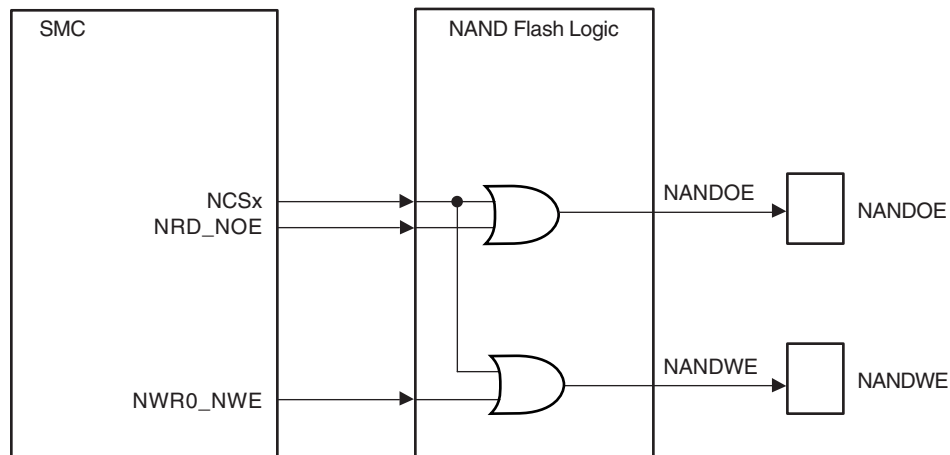 SMC
NAND Flash Logic
NCSx
NRD_NOE
NANDOE
NANDOE
NWR0_NWE
NANDWE
NANDWE